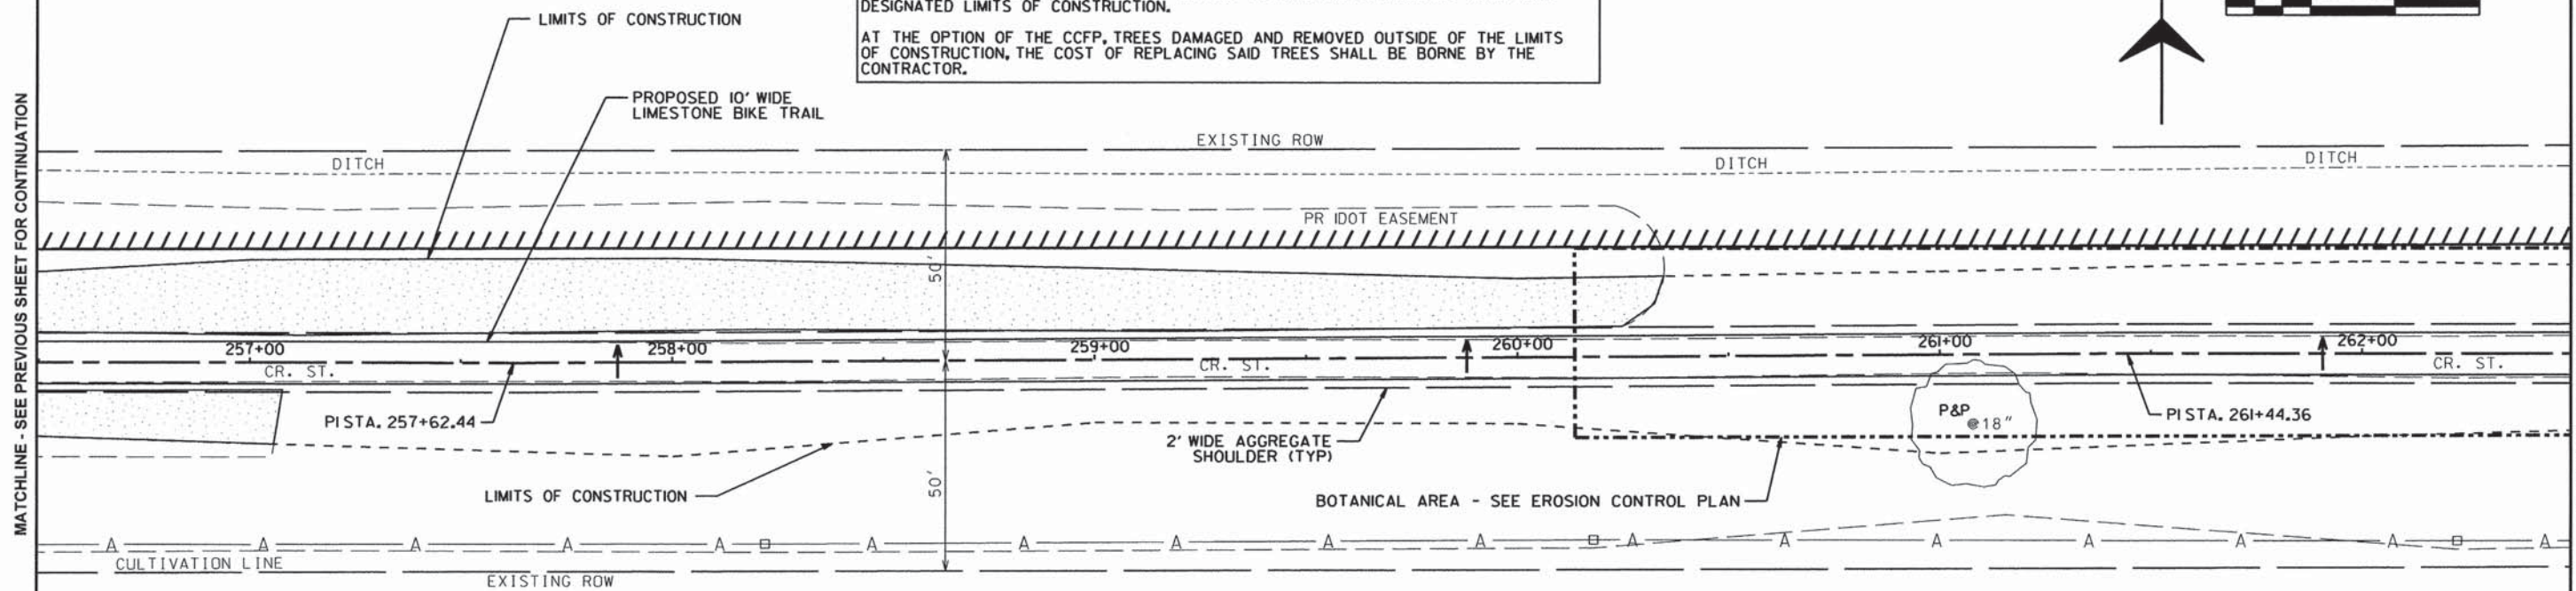 DESIGNATED LIMITS OF CONSTRUCTION.
AT THE OPTION OF THE CCFP, TREES DAMAGED AND REMOVED OUTSIDE OF THE LIMITS
OF CONSTRUCTION, THE COST OF REPLACING SAID TREES SHALL BE BORNE BY THE
CONTRACTOR.
LIMITS OF CONSTRUCTION
PROPOSED 10' WIDE
LIMESTONE BIKE TRAIL
MATCHLINE - SEE PREVIOUS SHEET FOR CONTINUATION
EXISTING ROW
DITCH
DITCH
DITCH
PR IDOT EASEMENT
50'
257+00
258+00
259+00
260+00
261+00
262+00
CR. ST.
CR. ST.
CR. ST.
PI STA. 257+62.44
P&P
@18"
PI STA. 261+44.36
2' WIDE AGGREGATE
SHOULDER (TYP)
50'
LIMITS OF CONSTRUCTION
BOTANICAL AREA - SEE EROSION CONTROL PLAN
A A A A A A A A A A A A A A A A A
CULTIVATION LINE
EXISTING ROW